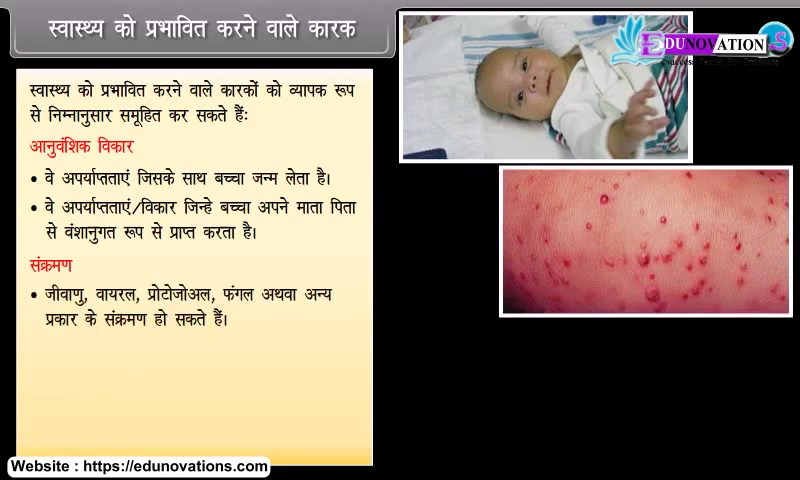 स्वास्थ्य को प्रभावित करने वाले कारक
स्वास्थ्य को प्रभावित करने वाले कारकों को व्यापक रूप
से निम्नानुसार समूहित कर सकते हैं:
आनुवंशिक विकार
• वे अपर्याप्तताएं जिसके साथ बच्चा जन्म लेता है।
• वे अपर्याप्तताएं/विकार जिन्हे बच्चा अपने माता पिता
से वंशानुगत रूप से प्राप्त करता है।
संक्रमण
• जीवाणु, वायरल, प्रोटोजोअल, फंगल अथवा अन्य
प्रकार के संक्रमण हो सकते हैं।
EDUNOVATION
S
Website : https://edunovations.com